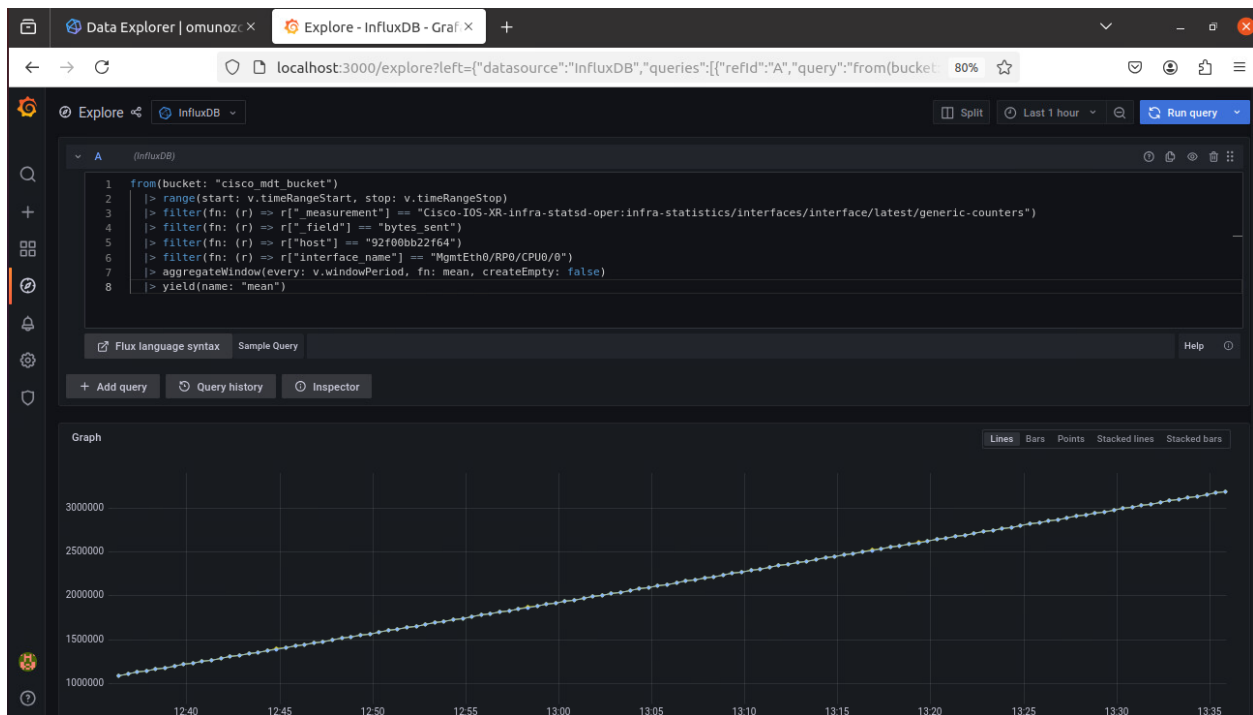 Data Explorer | omunozc
Explore - InfluxDB - Graf
localhost:3000/explore?left={"datasource":"InfluxDB","queries":[{"refId":"A","query":"from(bucket: 80%
Explore InfluxDB Split Last 1 hour Run query
A (InfluxDB)
1 from(bucket: "cisco_mdt_bucket")
2 |> range(start: v.timeRangeStart, stop: v.timeRangeStop)
3 |> filter(fn: (r) => r["_measurement"] == "Cisco-IOS-XR-infra-statsd-oper:infra-statistics/interfaces/interface/latest/generic-counters")
4 |> filter(fn: (r) => r["_field"] == "bytes_sent")
5 |> filter(fn: (r) => r["host"] == "92f00bb22f64")
6 |> filter(fn: (r) => r["interface_name"] == "MgmtEth0/RP0/CPU0/0")
7 |> aggregateWindow(every: v.windowPeriod, fn: mean, createEmpty: false)
8 |> yield(name: "mean")
Flux language syntax Sample Query Help
+ Add query Query history Inspector
Graph Lines Bars Points Stacked lines Stacked bars
3000000
2500000
2000000
1500000
1000000
12:40 12:45 12:50 12:55 13:00 13:05 13:10 13:15 13:20 13:25 13:30 13:35